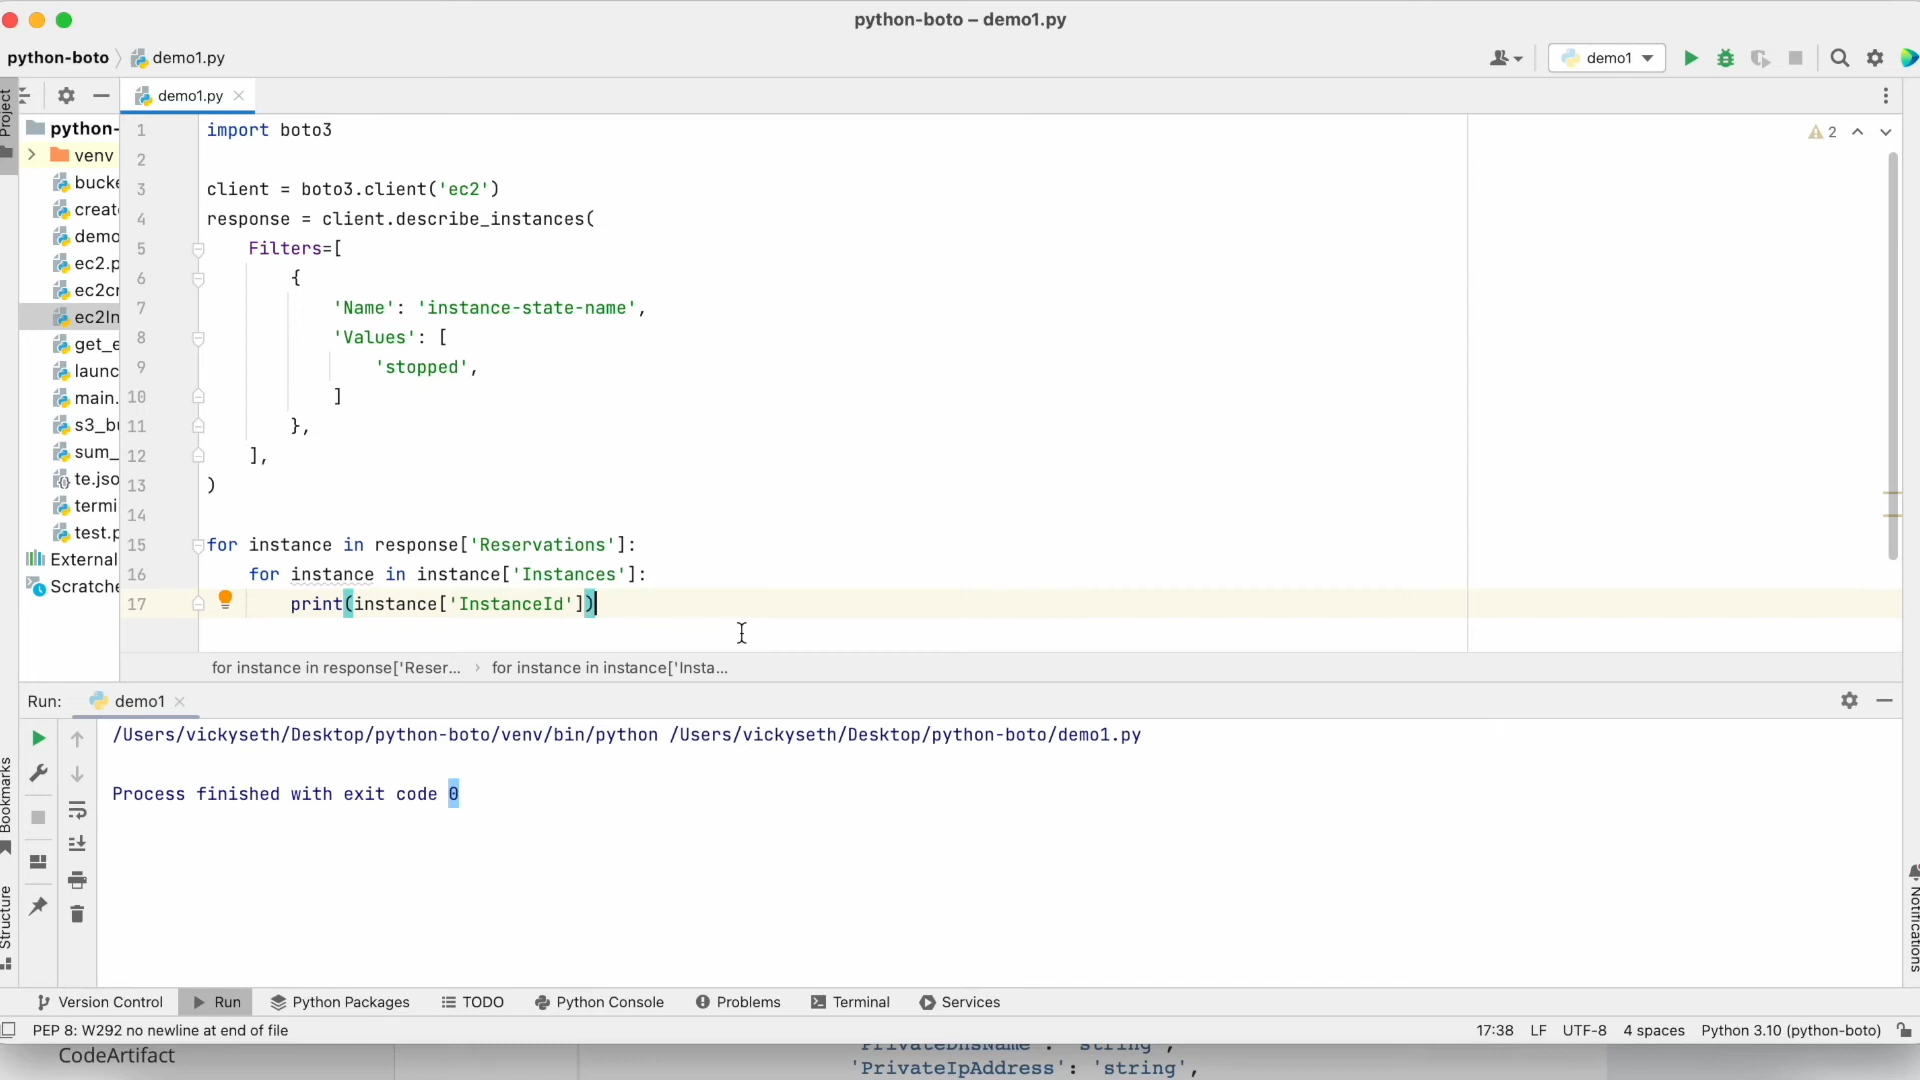 python-boto – demo1.py
python-boto demo1.py
demo1
Project
demo1.py
python-
venv
bucke
create
demo
ec2.p
ec2cr
ec2In
get_e
launc
main.
s3_bu
sum_
te.jso
termi
test.p
External
Scratche
2
1 import boto3
2
3 client = boto3.client('ec2')
4 response = client.describe_instances(
5 Filters=[
6 {
7 'Name': 'instance-state-name',
8 'Values': [
9 'stopped',
10 ]
11 },
12 ],
13 )
14
15 for instance in response['Reservations']:
16 for instance in instance['Instances']:
17 print(instance['InstanceId'])
for instance in response['Reser... › for instance in instance['Insta...
Run: demo1
/Users/vickyseth/Desktop/python-boto/venv/bin/python /Users/vickyseth/Desktop/python-boto/demo1.py
Process finished with exit code 0
Bookmarks
Structure
Notifications
Version Control Run Python Packages TODO Python Console Problems Terminal Services
PEP 8: W292 no newline at end of file 17:38 LF UTF-8 4 spaces Python 3.10 (python-boto)
CodeArtifact
'PrivateDnsName': 'string',
'PrivateIpAddress': 'string',